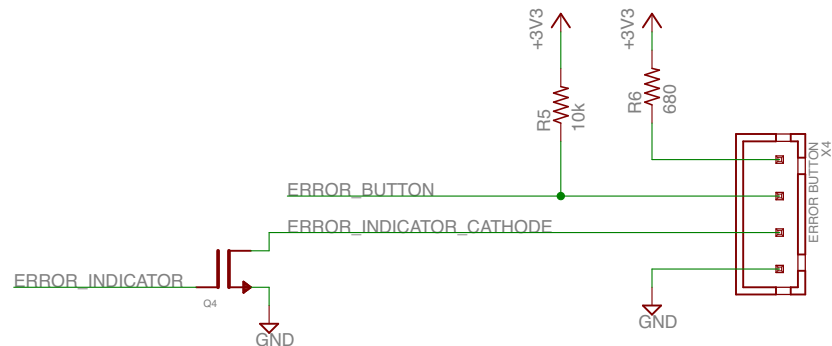 +3V3
+3V3
R5
10k
R6
680
X4
ERROR BUTTON
ERROR_BUTTON
ERROR_INDICATOR_CATHODE
ERROR_INDICATOR
Q4
GND
GND